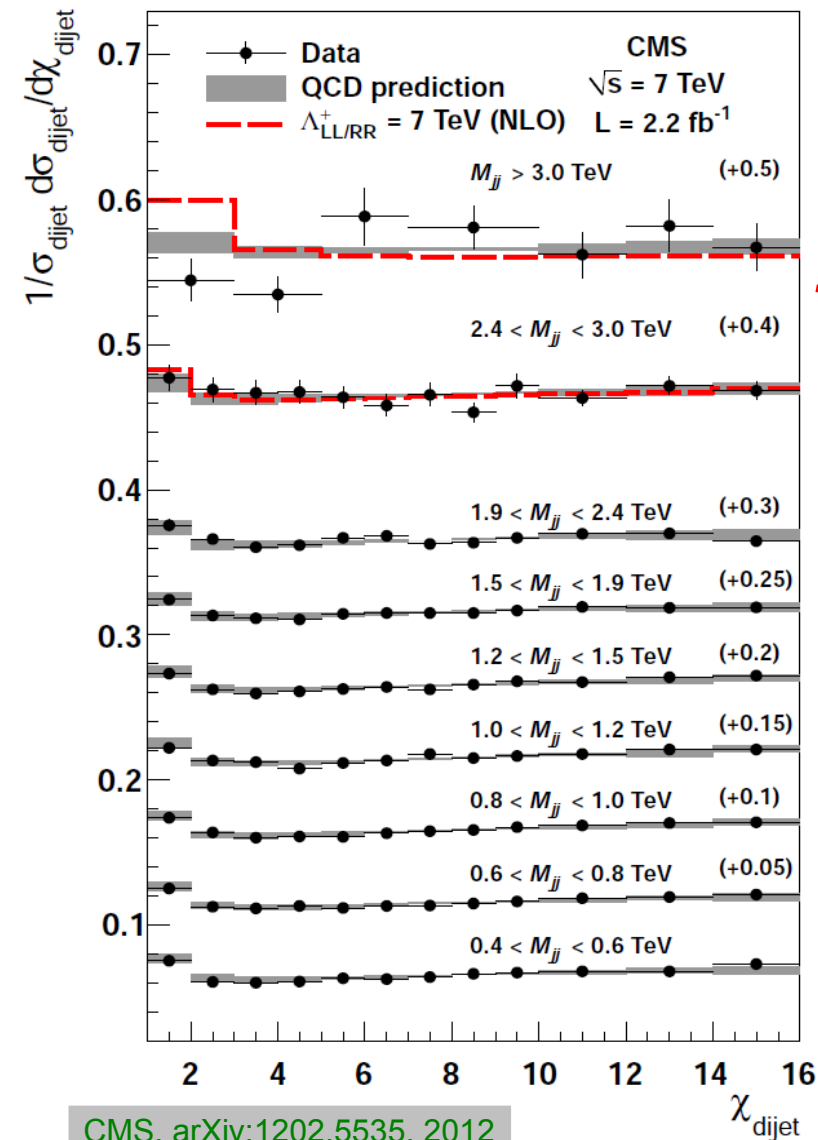 1/σdijet dσdijet/dχdijet
0.7
0.6
0.5
0.4
0.3
0.2
0.1
Data
QCD prediction
Λ⁺LL/RR = 7 TeV (NLO)
CMS
√s = 7 TeV
L = 2.2 fb⁻¹
Mjj > 3.0 TeV (+0.5)
2.4 < Mjj < 3.0 TeV (+0.4)
1.9 < Mjj < 2.4 TeV (+0.3)
1.5 < Mjj < 1.9 TeV (+0.25)
1.2 < Mjj < 1.5 TeV (+0.2)
1.0 < Mjj < 1.2 TeV (+0.15)
0.8 < Mjj < 1.0 TeV (+0.1)
0.6 < Mjj < 0.8 TeV (+0.05)
0.4 < Mjj < 0.6 TeV
2 4 6 8 10 12 14 16
χdijet
CMS, arXiv:1202.5535, 2012